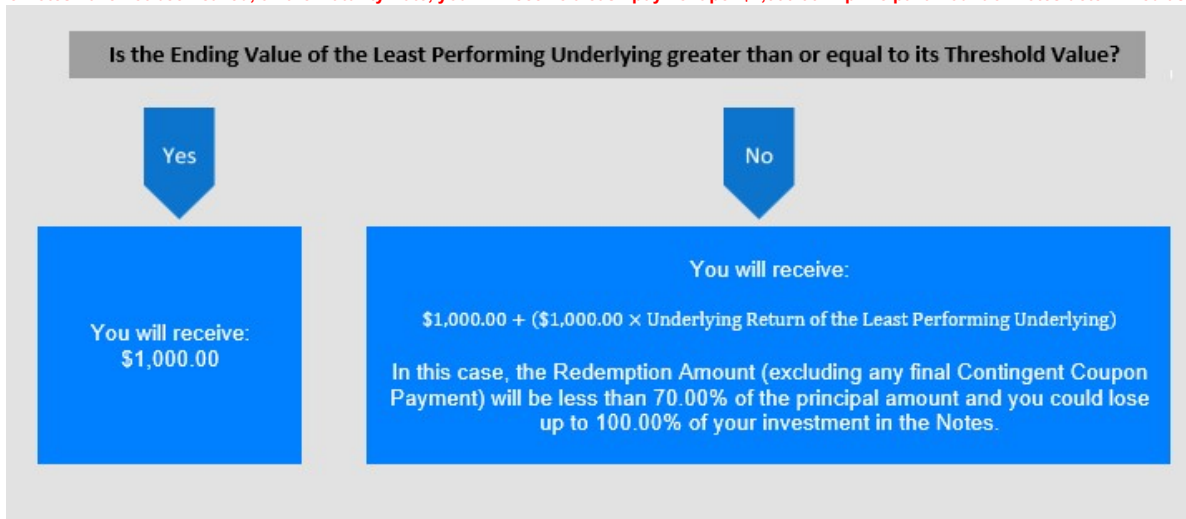 Is the Ending Value of the Least Performing Underlying greater than or equal to its Threshold Value?
Yes
No
You will receive:
$1,000.00
You will receive:
$1,000.00 + ($1,000.00 × Underlying Return of the Least Performing Underlying)
In this case, the Redemption Amount (excluding any final Contingent Coupon
Payment) will be less than 70.00% of the principal amount and you could lose
up to 100.00% of your investment in the Notes.